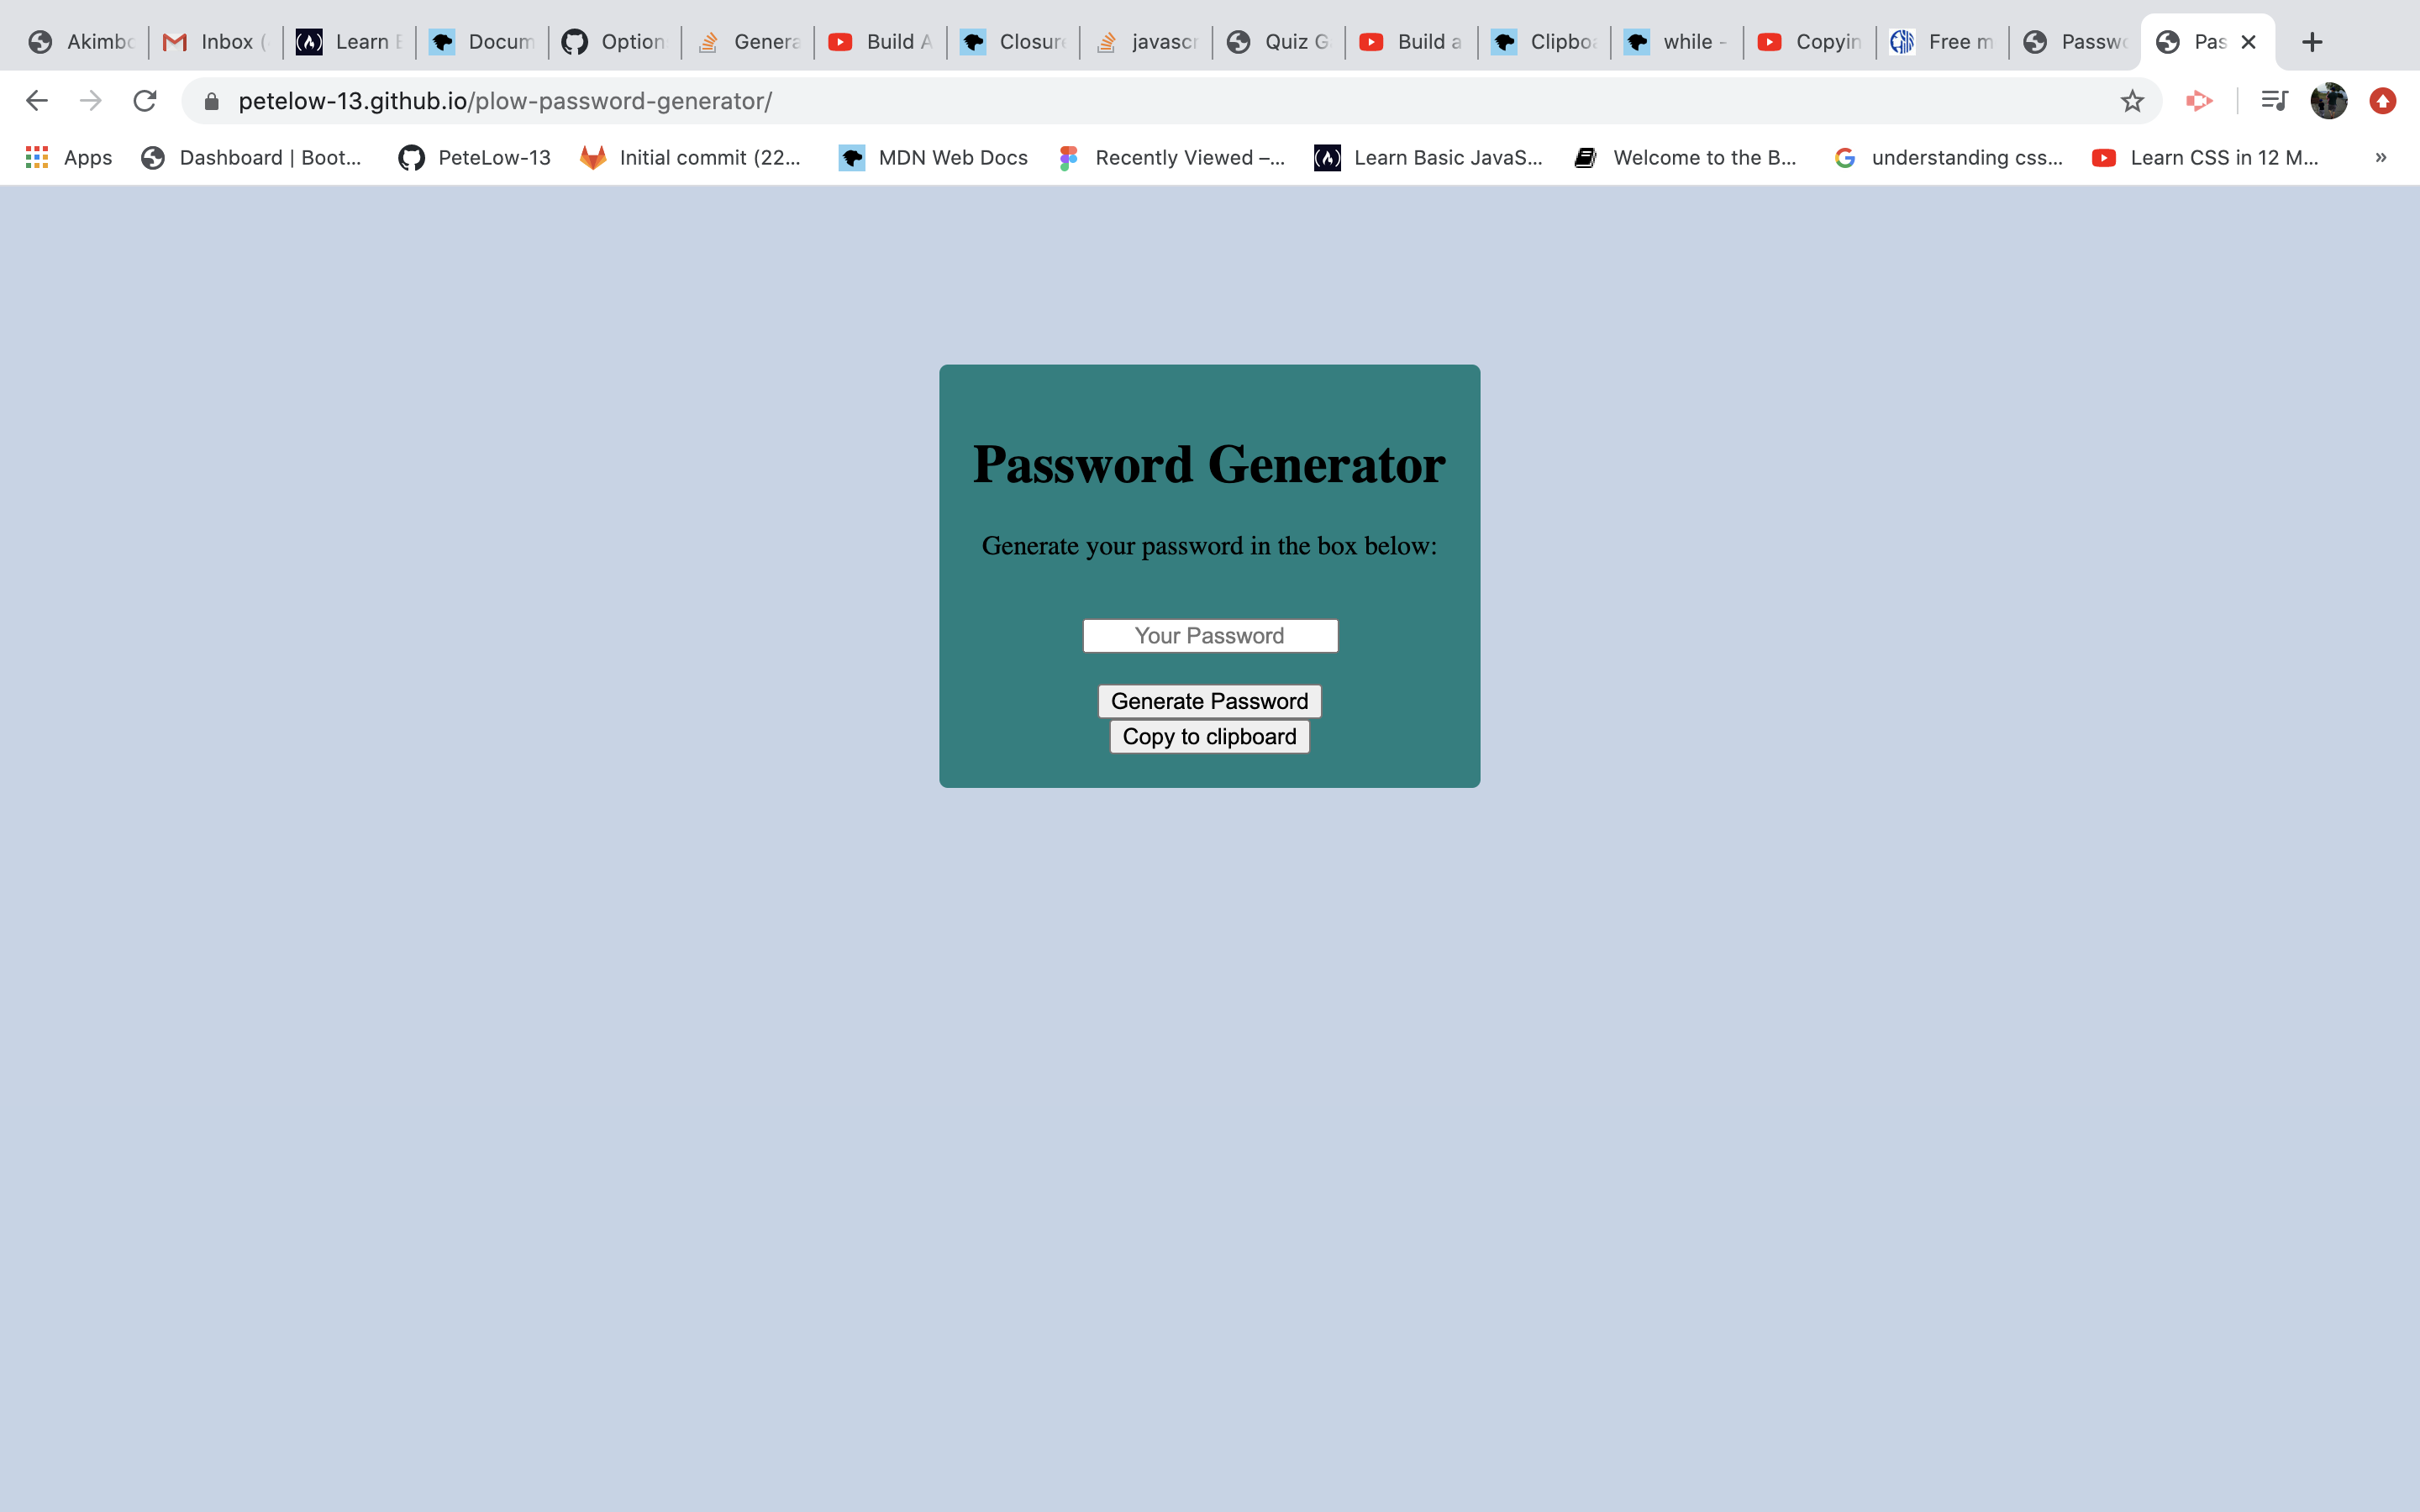 Akimbo Inbox ( Learn Docum Option Genera Build A Closure javascr Quiz G Build a Clipboa while - Copyin Free m Passwo Pas
petelow-13.github.io/plow-password-generator/
Apps Dashboard | Boot... PeteLow-13 Initial commit (22... MDN Web Docs Recently Viewed –... Learn Basic JavaS... Welcome to the B... understanding css... Learn CSS in 12 M... »
Password Generator
Generate your password in the box below:
Your Password
Generate Password
Copy to clipboard